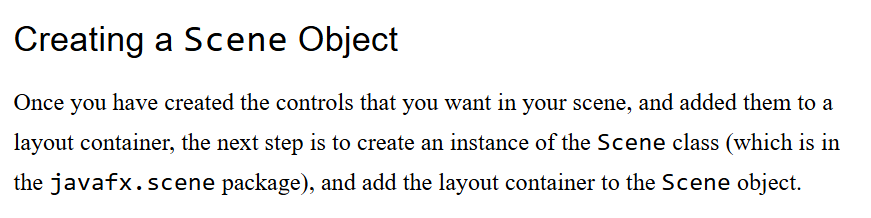 Creating a Scene Object
Once you have created the controls that you want in your scene, and added them to a
layout container, the next step is to create an instance of the Scene class (which is in
the javafx.scene package), and add the layout container to the Scene object.